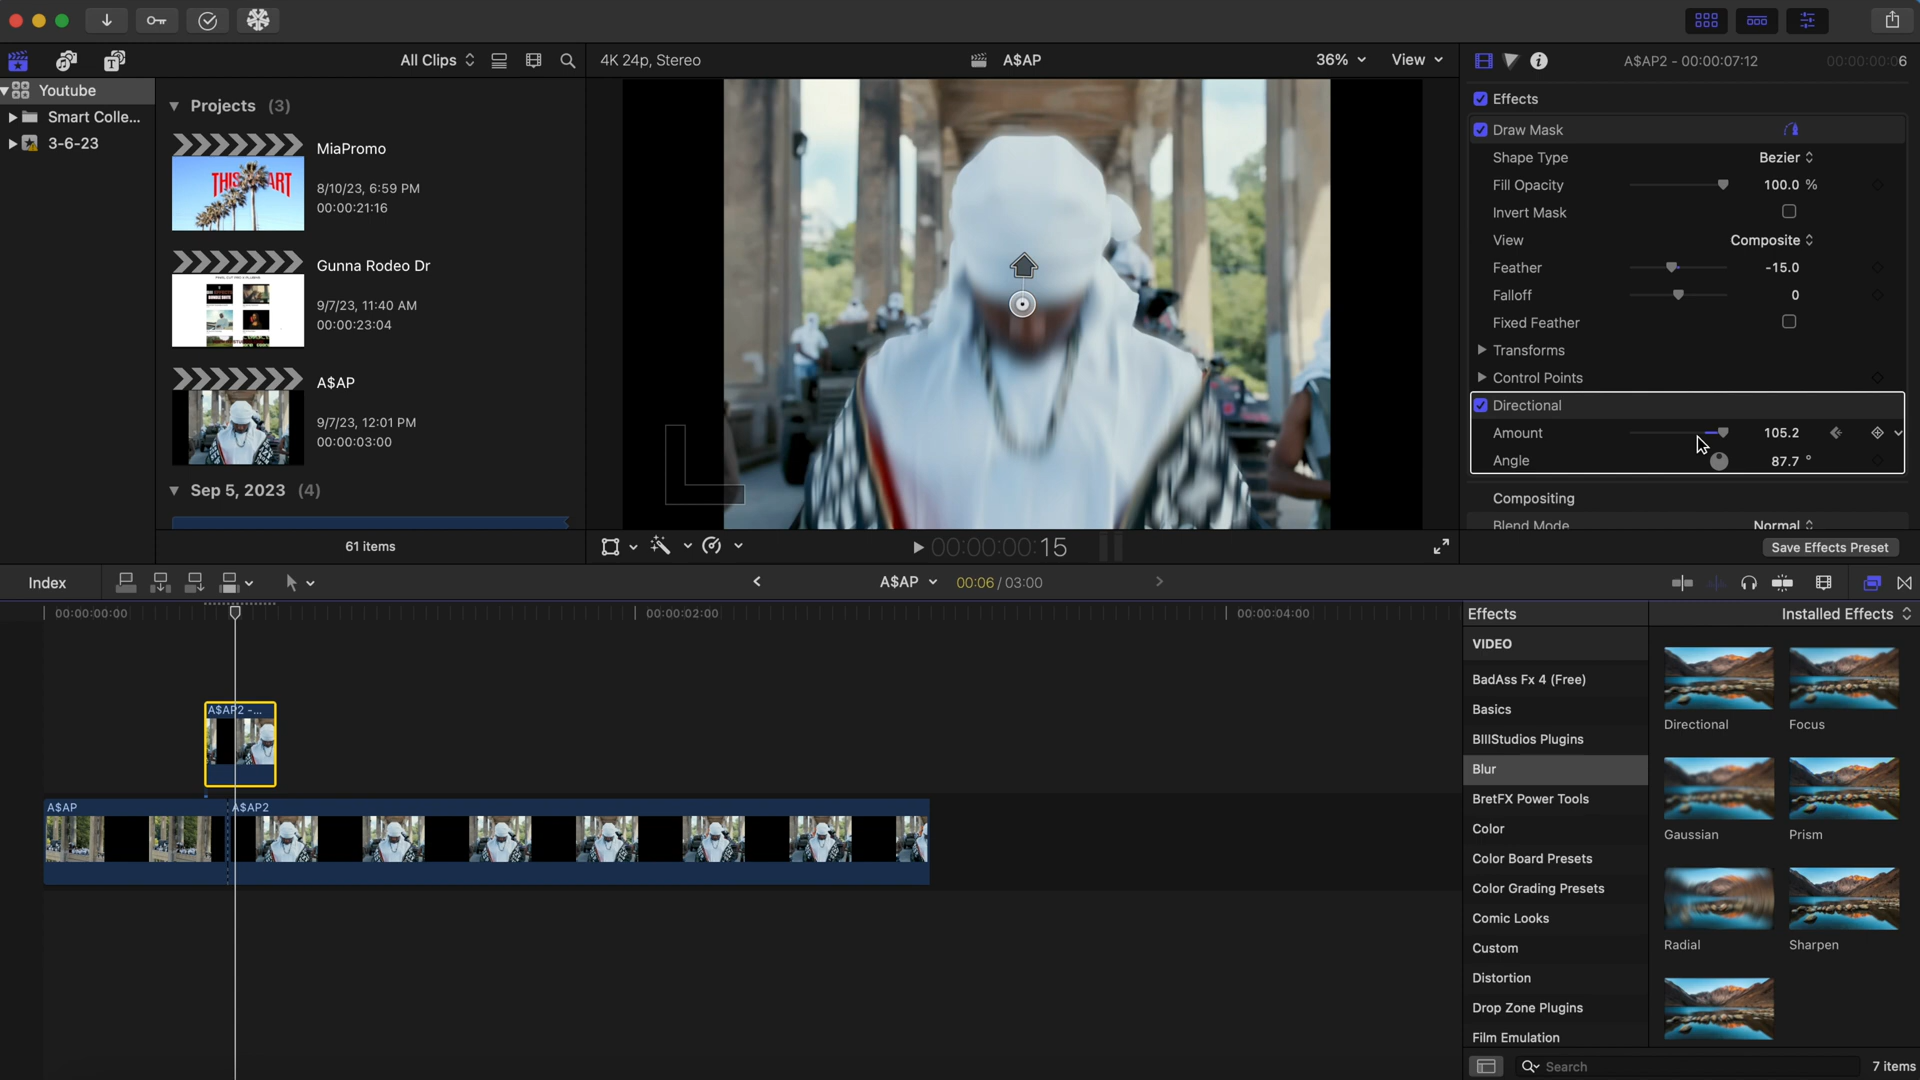 All Clips
4K 24p, Stereo
A$AP
36%
View
A$AP2 - 00:00:07:12
00:00:00:06
Youtube
Smart Colle...
3-6-23
Projects (3)
MiaPromo
8/10/23, 6:59 PM
00:00:21:16
Gunna Rodeo Dr
9/7/23, 11:40 AM
00:00:23:04
A$AP
9/7/23, 12:01 PM
00:00:03:00
Sep 5, 2023 (4)
61 items
00:00:00:15
Effects
Draw Mask
Shape Type Bezier
Fill Opacity 100.0 %
Invert Mask
View Composite
Feather -15.0
Falloff 0
Fixed Feather
Transforms
Control Points
Directional
Amount 105.2
Angle 87.7 °
Compositing
Blend Mode Normal
Save Effects Preset
Index
A$AP 00:06 / 03:00
00:00:00:00 00:00:02:00 00:00:04:00
A$AP2 -...
A$AP A$AP2
Effects Installed Effects
VIDEO
BadAss Fx 4 (Free)
Basics
BIIIStudios Plugins
Blur
BretFX Power Tools
Color
Color Board Presets
Color Grading Presets
Comic Looks
Custom
Distortion
Drop Zone Plugins
Film Emulation
Directional Focus
Gaussian Prism
Radial Sharpen
Search
7 items